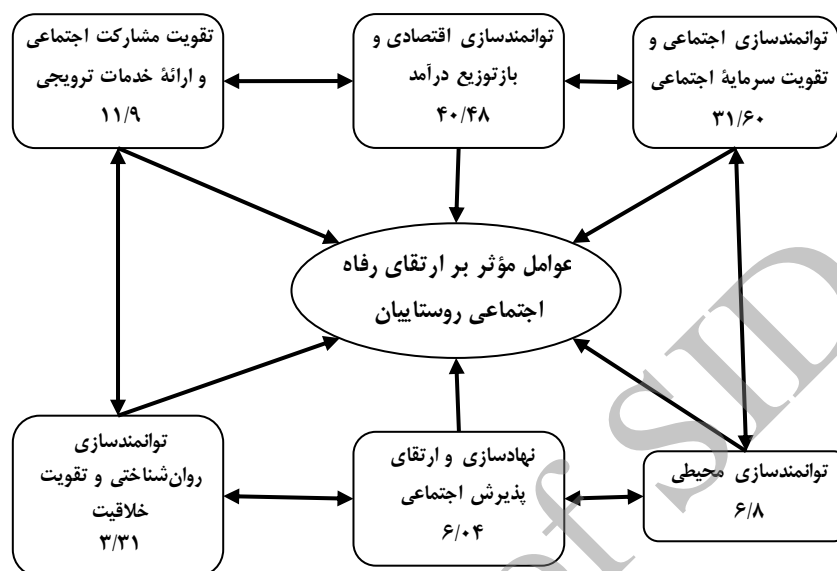 توانمندسازی اجتماعی و
تقویت سرمایهٔ اجتماعی
۳۱/۶۰
توانمندسازی اقتصادی و
بازتوزیع درآمد
۴۰/۴۸
تقویت مشارکت اجتماعی
و ارائهٔ خدمات ترویجی
۱۱/۹
عوامل مؤثر بر ارتقای رفاه
اجتماعی روستاییان
توانمندسازی محیطی
۶/۸
نهادسازی و ارتقای
پذیرش اجتماعی
۶/۰۴
توانمندسازی
روان‌شناختی و تقویت
خلاقیت
۳/۳۱
of SID